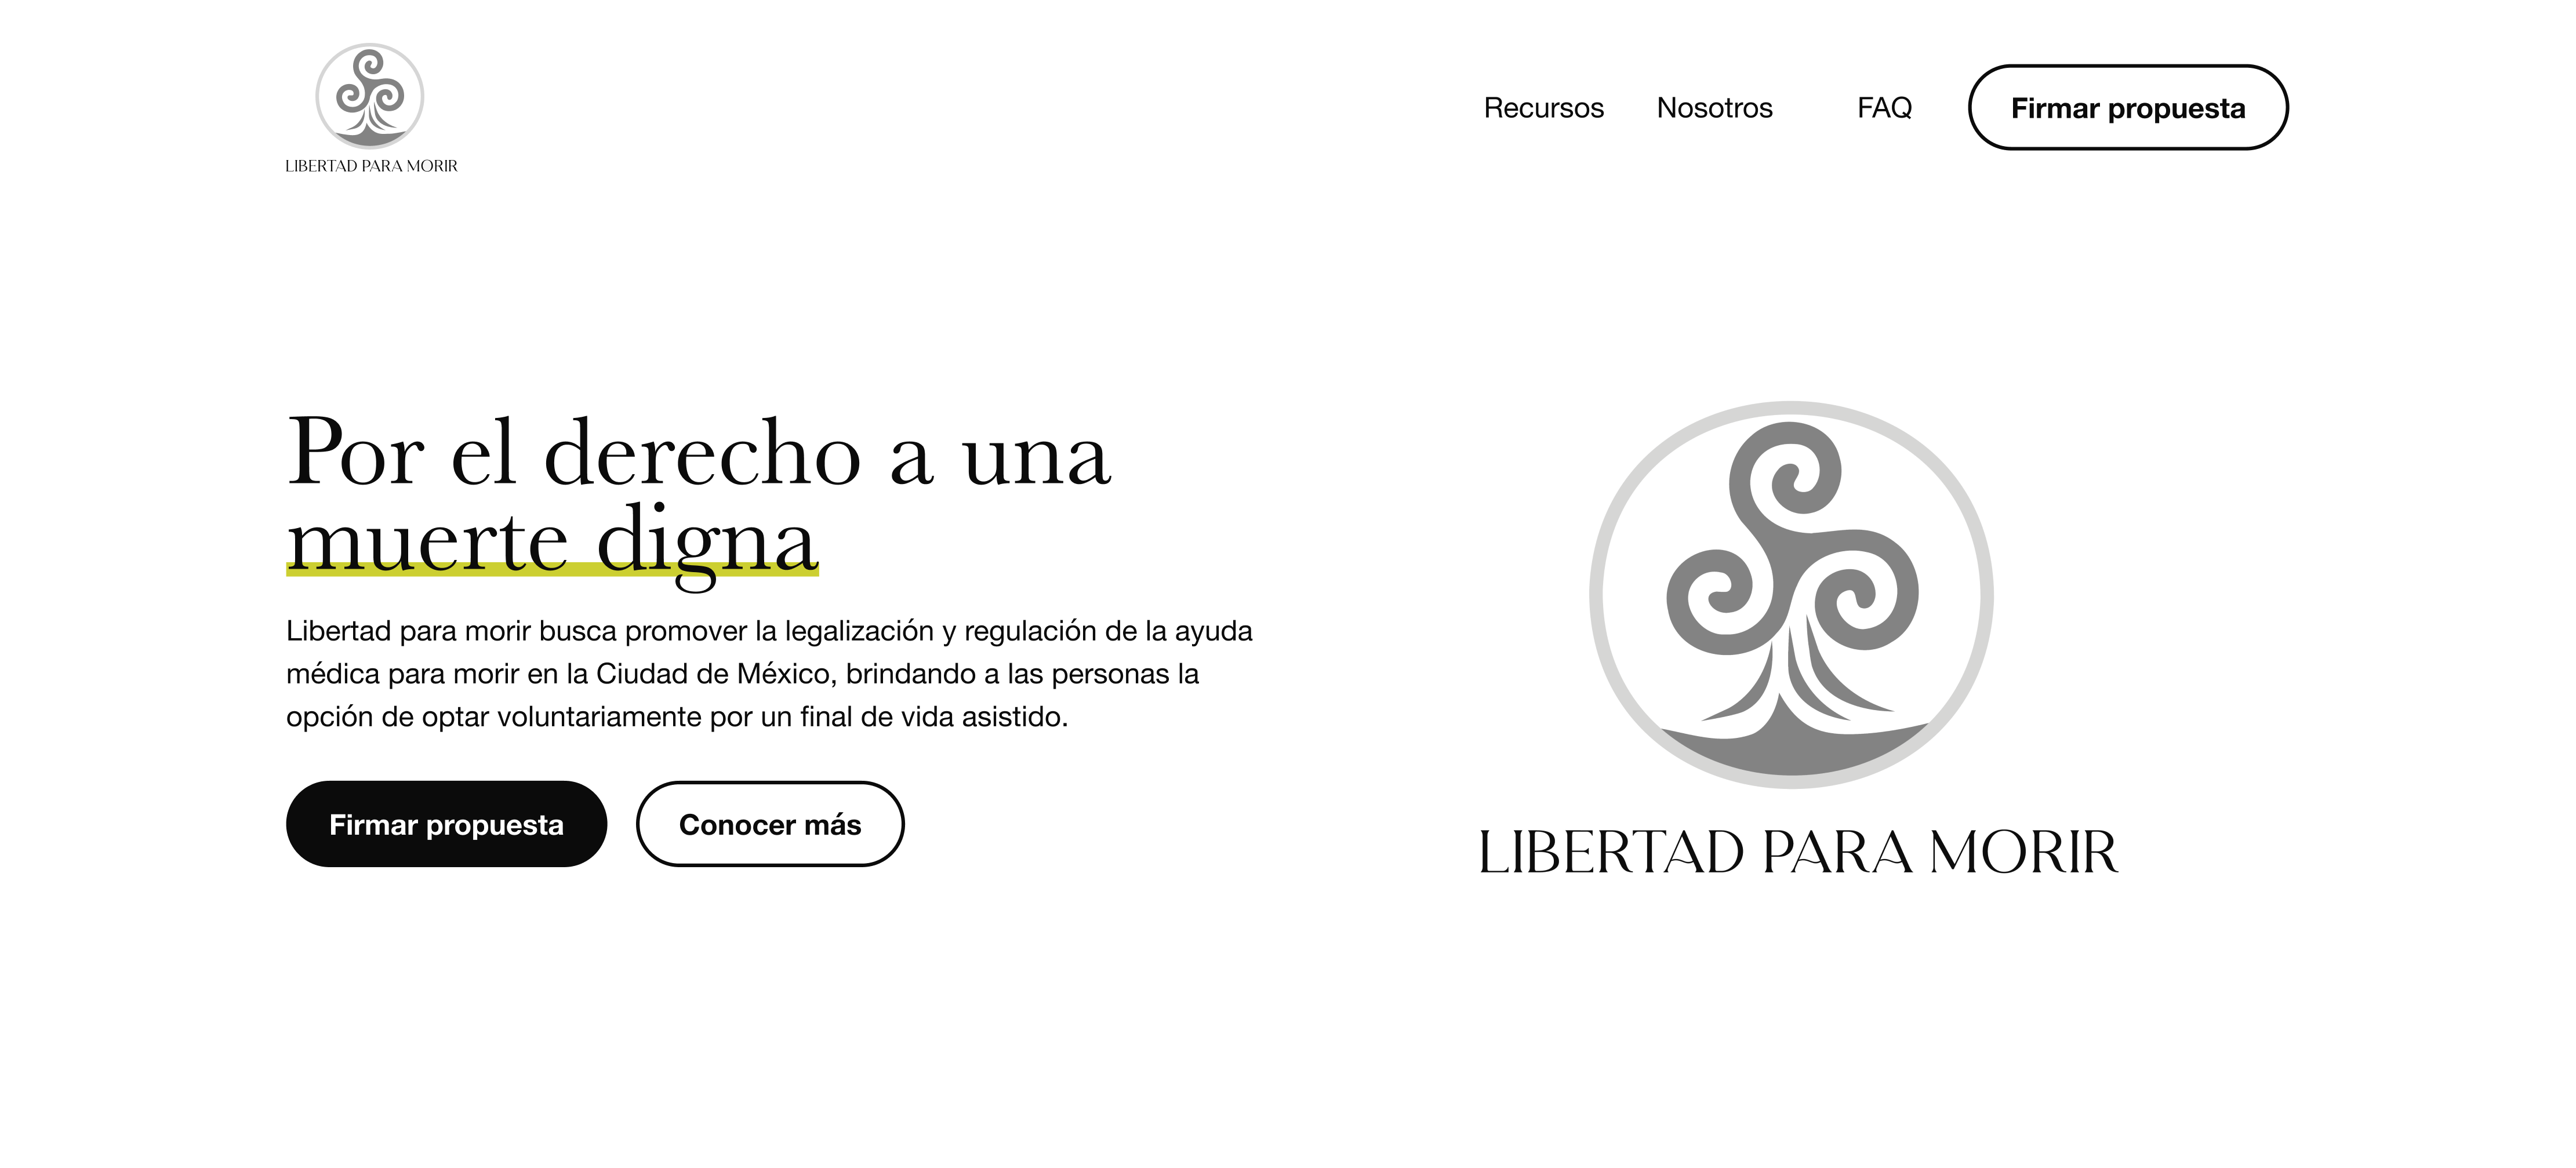 LIBERTAD PARA MORIR
Recursos
Nosotros
FAQ
Firmar propuesta
Por el derecho a una
muerte digna
Libertad para morir busca promover la legalización y regulación de la ayuda
médica para morir en la Ciudad de México, brindando a las personas la
opción de optar voluntariamente por un final de vida asistido.
Firmar propuesta
Conocer más
LIBERTAD PARA MORIR